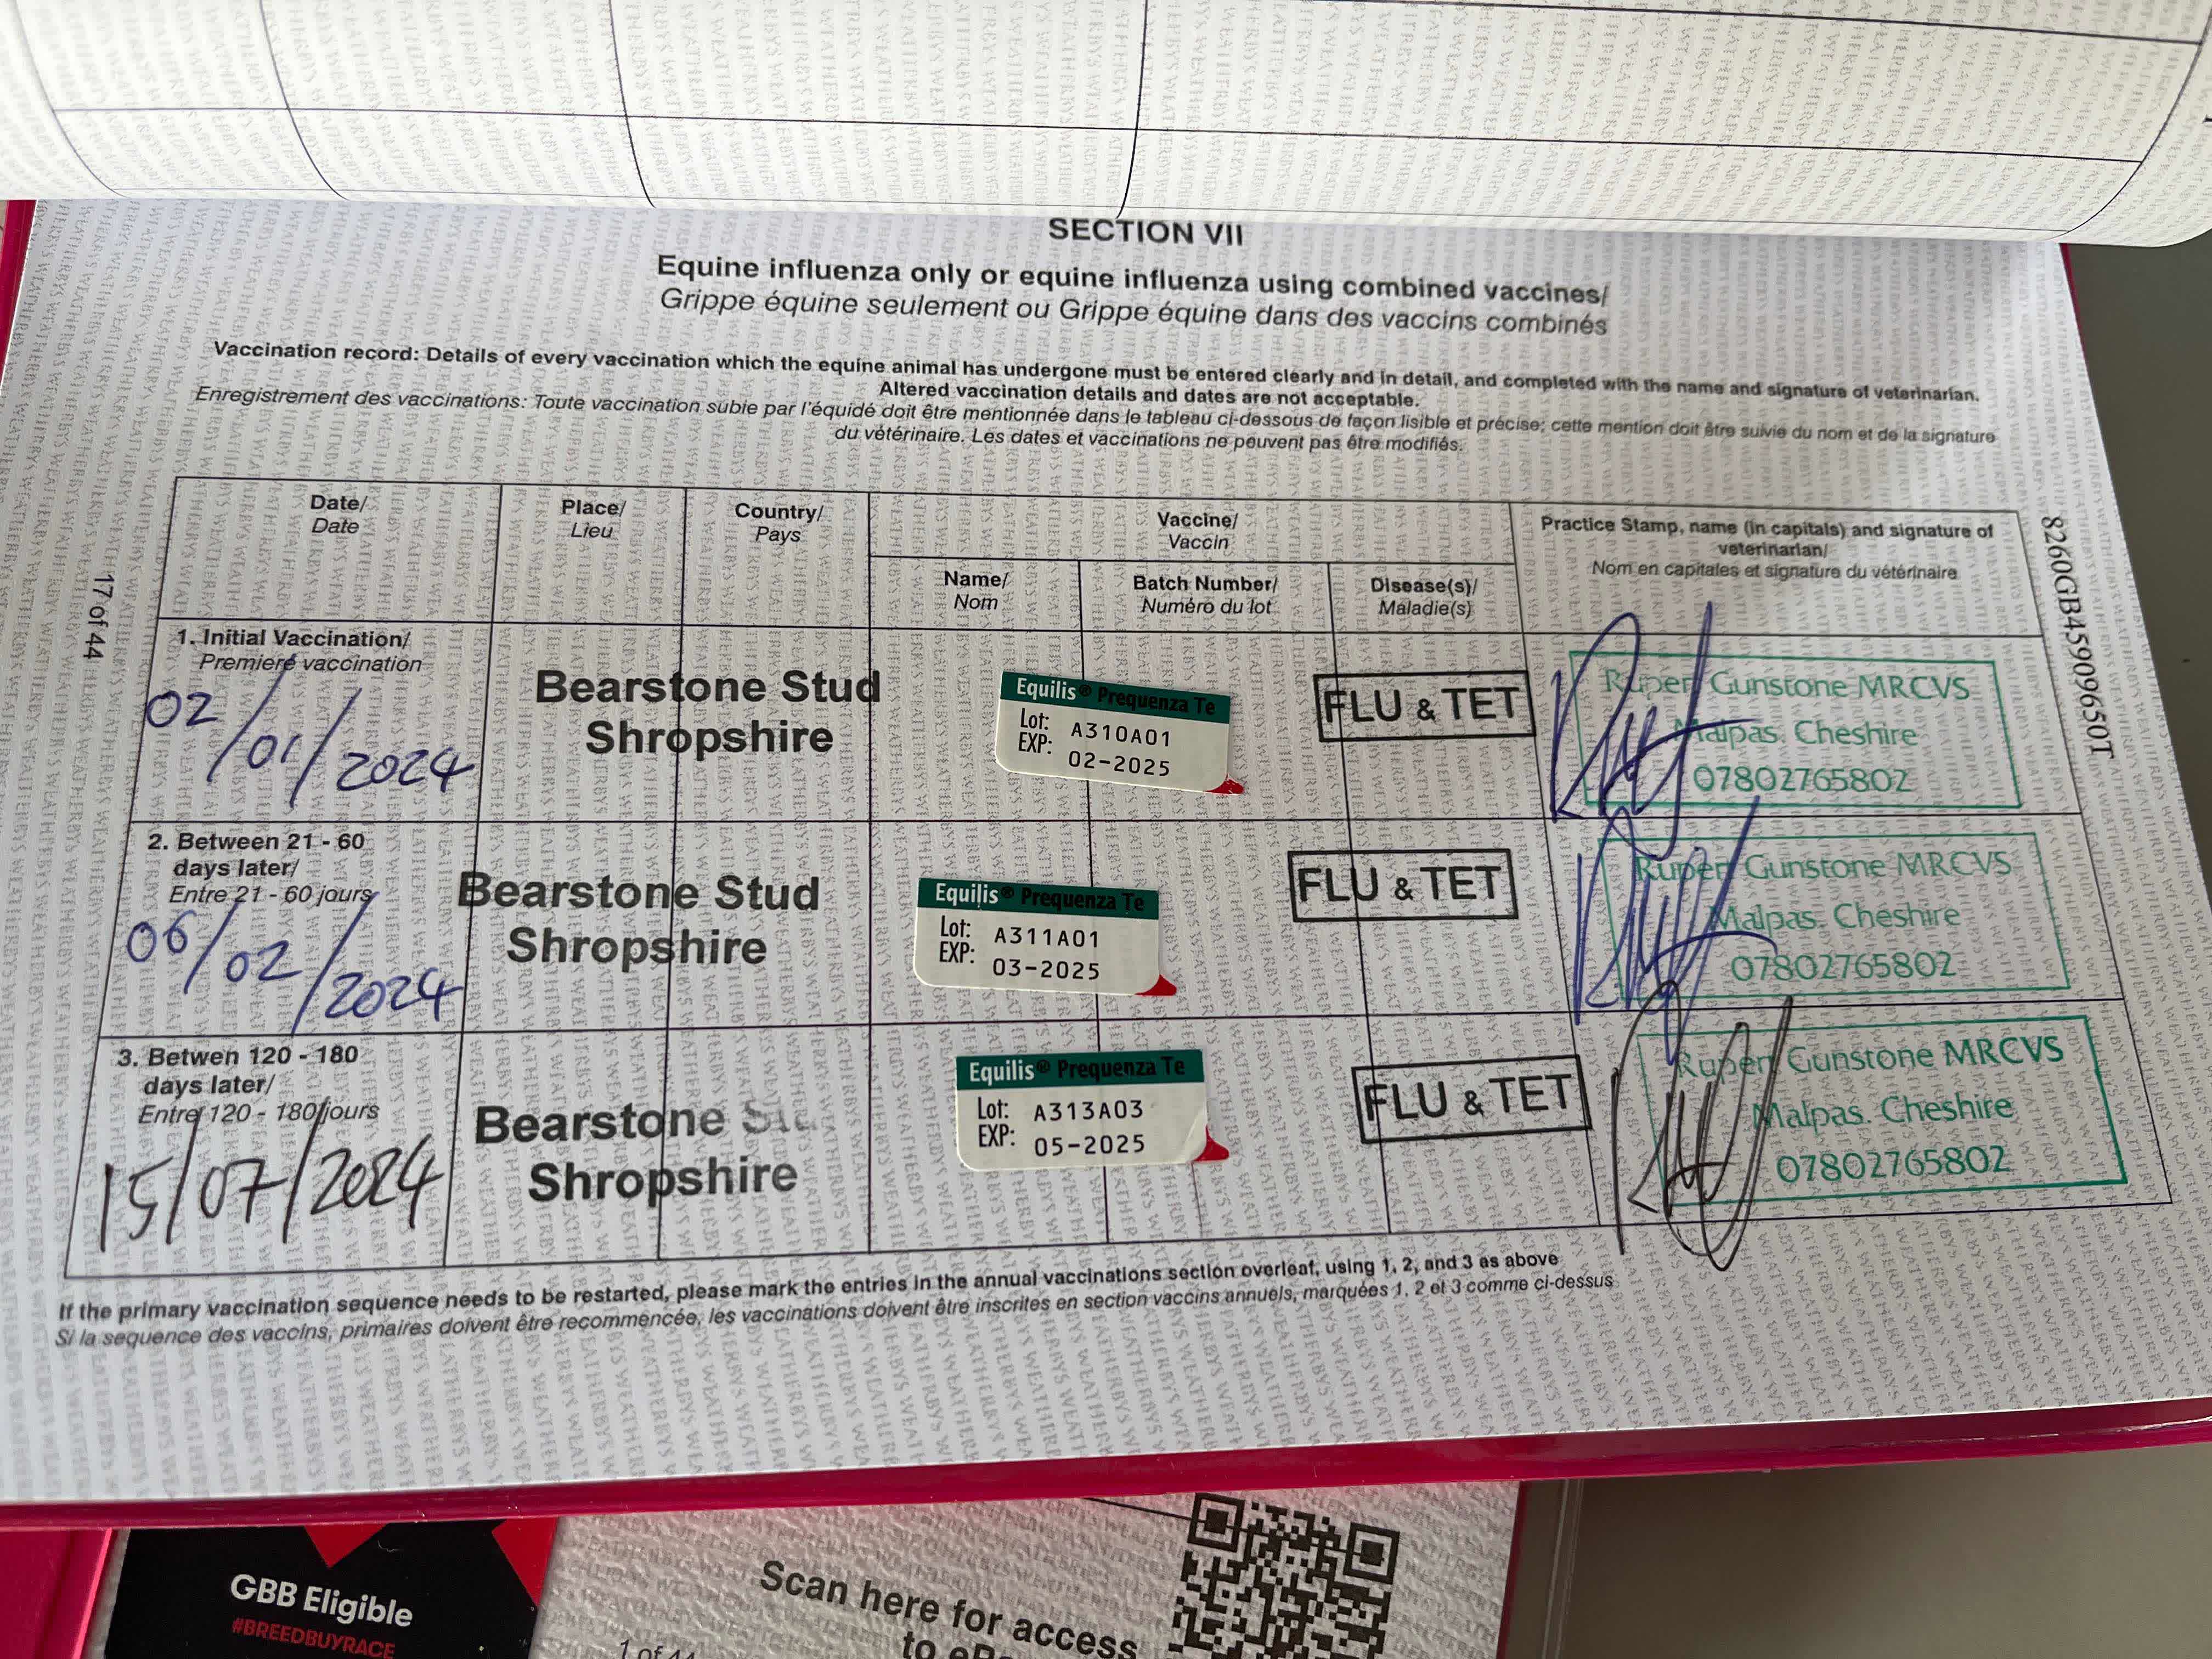 SECTION VII
Equine influenza only or equine influenza using combined vaccines/
Grippe équine seulement ou Grippe équine dans des vaccins combinés
Vaccination record: Details of every vaccination which the equine animal has undergone must be entered clearly and in detail, and completed with the name and signature of veterinarian.
Altered vaccination details and dates are not acceptable.
Enregistrement des vaccinations: Toute vaccination subie par l'équidé doit être mentionnée dans le tableau ci-dessous de façon lisible et précise; cette mention doit être suivie du nom et de la signature
du vétérinaire. Les dates et vaccinations ne peuvent pas être modifiés.
Date/
Date
Place/
Lieu
Country/
Pays
Vaccine/
Vaccin
Name/
Nom
Batch Number/
Numéro du lot
Disease(s)/
Maladie(s)
Practice Stamp, name (in capitals) and signature of
veterinarian/
Nom en capitales et signature du vétérinaire
1. Initial Vaccination/
Premiere vaccination
02/01/2024
Bearstone Stud
Shropshire
Equilis® Prequenza Te
Lot: A310A01
EXP: 02-2025
FLU & TET
Rupert Gunstone MRCVS
Malpas. Cheshire
07802765802
2. Between 21 - 60
days later/
Entre 21 - 60 jours
06/02/2024
Bearstone Stud
Shropshire
Equilis® Prequenza Te
Lot: A311A01
EXP: 03-2025
FLU & TET
Rupert Gunstone MRCVS
Malpas. Cheshire
07802765802
3. Betwen 120 - 180
days later/
Entre 120 - 180 jours
15/07/2024
Bearstone Stu
Shropshire
Equilis® Prequenza Te
Lot: A313A03
EXP: 05-2025
FLU & TET
Rupert Gunstone MRCVS
Malpas. Cheshire
07802765802
If the primary vaccination sequence needs to be restarted, please mark the entries in the annual vaccinations section overleaf, using 1, 2, and 3 as above
Si la sequence des vaccins, primaires doivent être recommencée, les vaccinations doivent être inscrites en section vaccins annuels, marquées 1, 2 et 3 comme ci-dessus
17 of 44
8260GB45909650T
GBB Eligible
#BREEDBUYRACE
Scan here for access
to
1 of 44